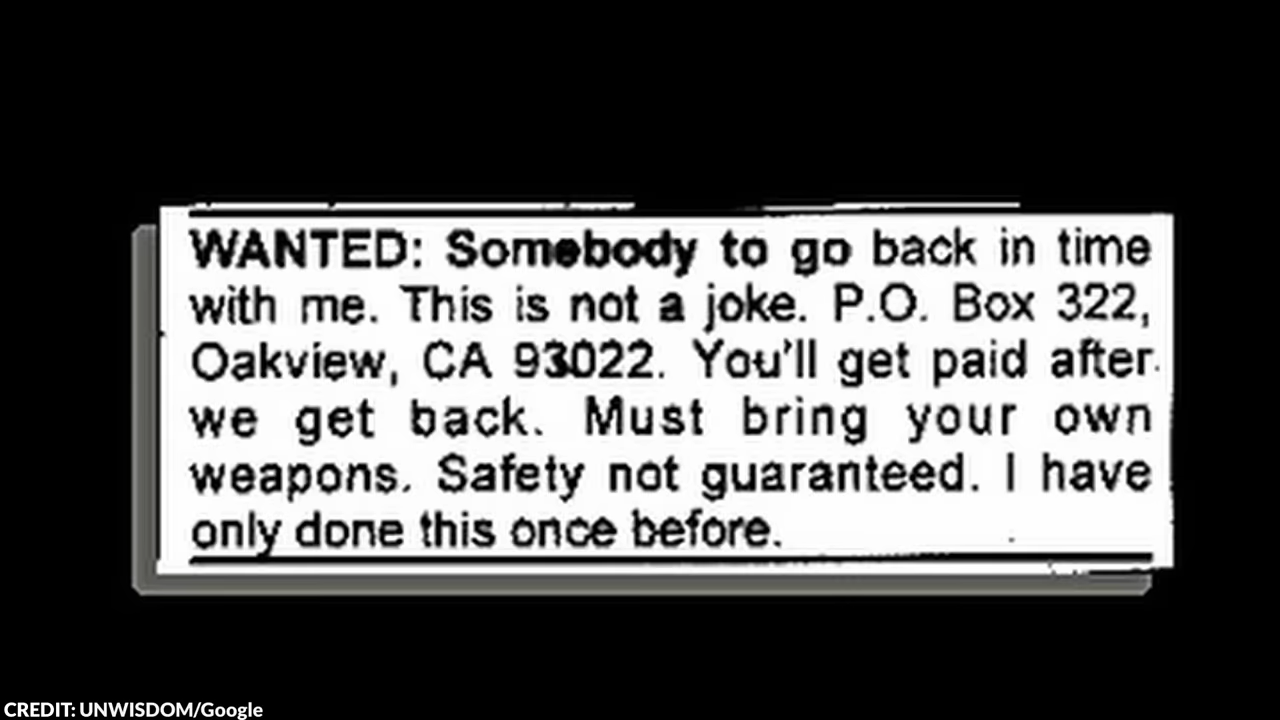 WANTED: Somebody to go back in time
with me. This is not a joke. P.O. Box 322,
Oakview, CA 93022. You'll get paid after
we get back. Must bring your own
weapons. Safety not guaranteed. I have
only done this once before.
CREDIT: UNWISDOM/Google